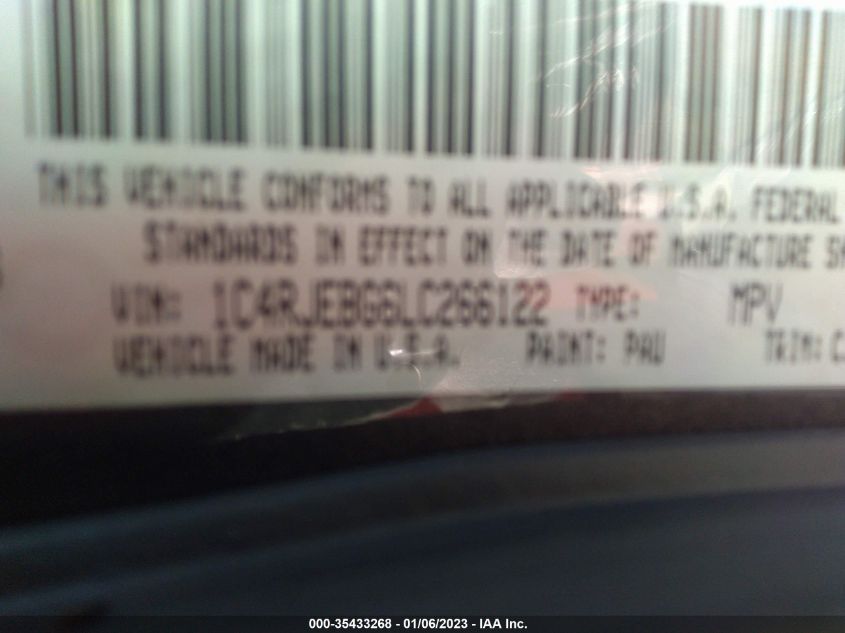 THIS VEHICLE CONFORMS TO ALL APPLICABLE U.S.A. FEDERAL
STANDARDS IN EFFECT ON THE DATE OF MANUFACTURE
VIN: 1C4RJEBG6LC266122 TYPE: MPV
VEHICLE MADE IN U.S.A. PAINT: PAU TRIM:
000-35433268 - 01/06/2023 - IAA Inc.